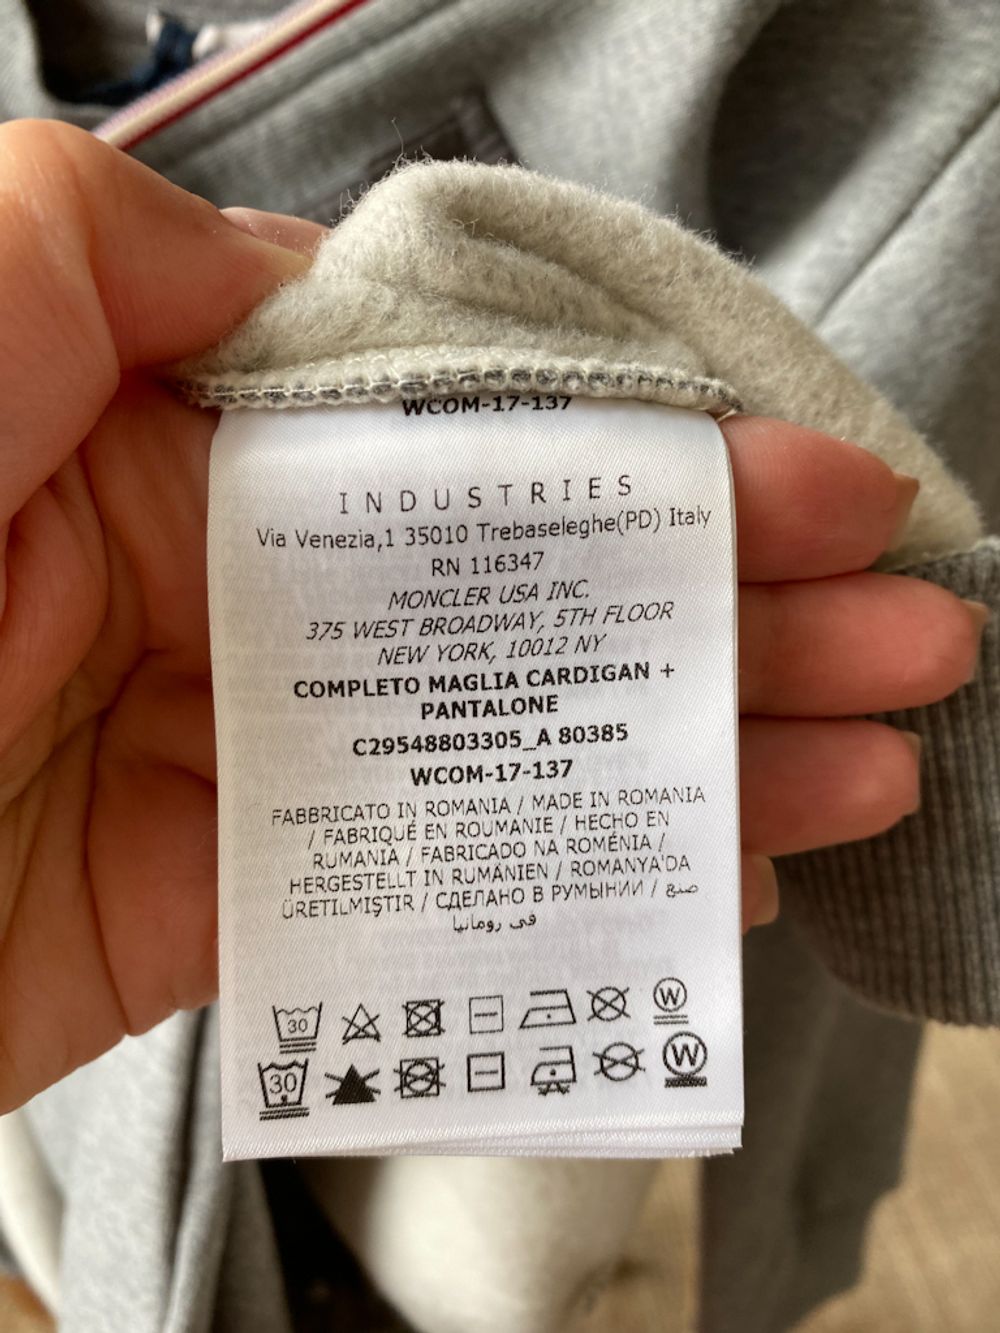 WCOM-17-137
INDUSTRIES
Via Venezia,1 35010 Trebaseleghe(PD) Italy
RN 116347
MONCLER USA INC.
375 WEST BROADWAY, 5TH FLOOR
NEW YORK, 10012 NY
COMPLETO MAGLIA CARDIGAN +
PANTALONE
C29548803305_A 80385
WCOM-17-137
FABBRICATO IN ROMANIA / MADE IN ROMANIA
/ FABRIQUÉ EN ROUMANIE / HECHO EN
RUMANIA / FABRICADO NA ROMÉNIA /
HERGESTELLT IN RUMÄNIEN / ROMANYA'DA
ÜRETILMIŞTIR / СДЕЛАНО В РУМЫНИИ / صنع
في رومانيا
30 W
30 W